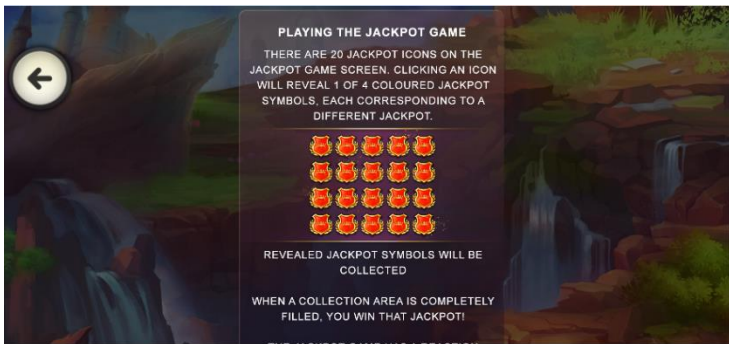 PLAYING THE JACKPOT GAME
THERE ARE 20 JACKPOT ICONS ON THE
JACKPOT GAME SCREEN. CLICKING AN ICON
WILL REVEAL 1 OF 4 COLOURED JACKPOT
SYMBOLS, EACH CORRESPONDING TO A
DIFFERENT JACKPOT.
REVEALED JACKPOT SYMBOLS WILL BE
COLLECTED
WHEN A COLLECTION AREA IS COMPLETELY
FILLED, YOU WIN THAT JACKPOT!